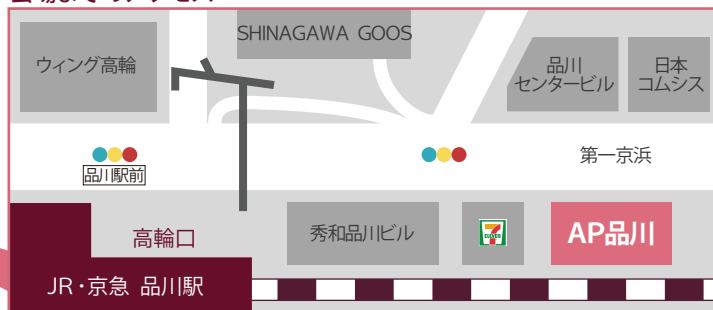 SHINAGAWA GOOS
ウィング高輪
品川
センタービル
日本
コムシス
品川駅前
第一京浜
高輪口
秀和品川ビル
ELEVEN
AP品川
JR・京急 品川駅